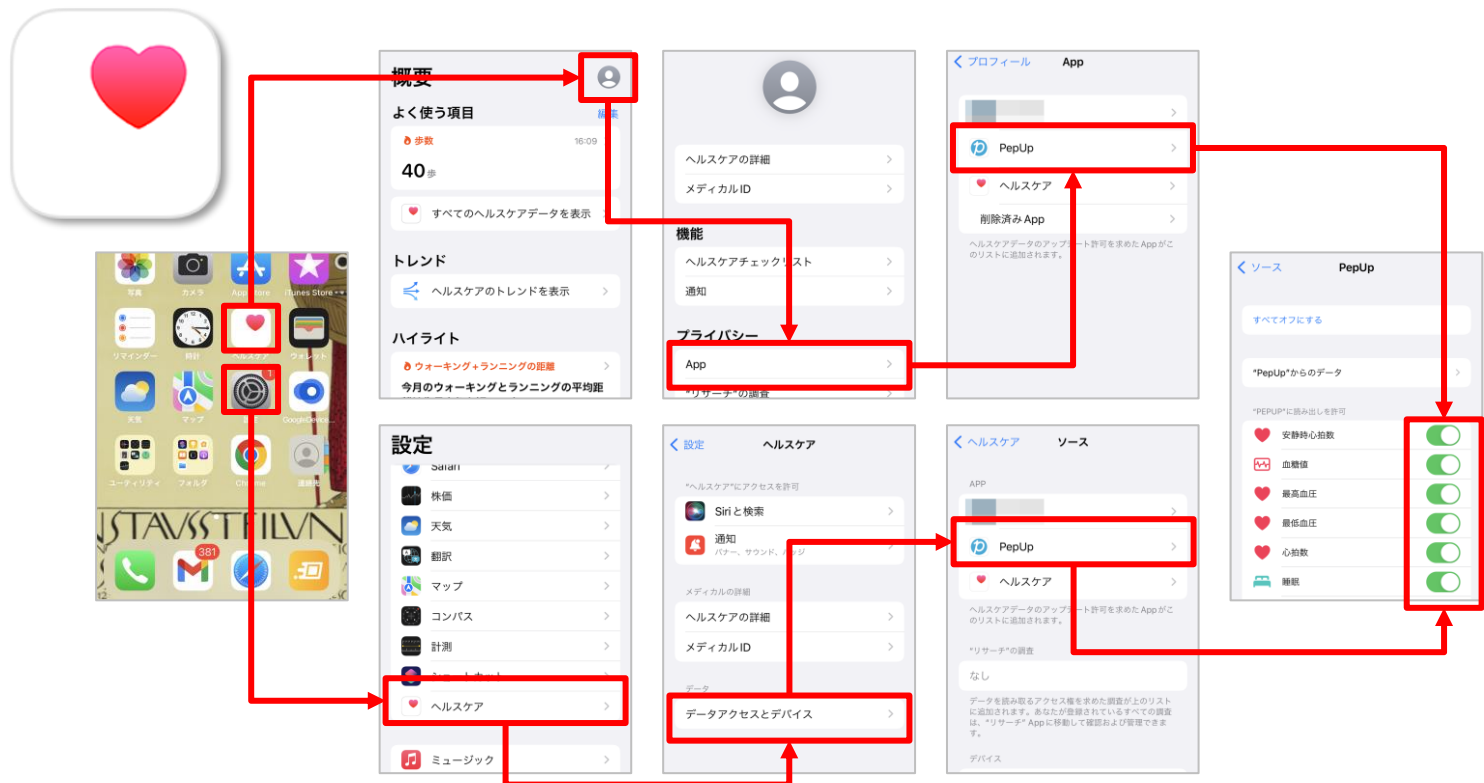 写真
カメラ
App Store
iTunes Store
リマインダー
時計
ヘルスケア
ウォレット
天気
マップ
設定
GoogleDevice...
ユーティリティ
フォルダ
Chrome
連絡先
381
概要
よく使う項目
編集
歩数
16:09
40歩
すべてのヘルスケアデータを表示
トレンド
ヘルスケアのトレンドを表示
ハイライト
ウォーキング+ランニングの距離
今月のウォーキングとランニングの平均距
ヘルスケアの詳細
メディカルID
機能
ヘルスケアチェックリスト
通知
プライバシー
App
"リサーチ"の調査
プロフィール
App
PepUp
ヘルスケア
削除済み App
ヘルスケアデータのアップデート許可を求めた App がこ
のリストに追加されます。
設定
Safari
株価
天気
翻訳
マップ
コンパス
計測
ショートカット
ヘルスケア
ミュージック
設定
ヘルスケア
"ヘルスケア"にアクセスを許可
Siri と検索
通知
バナー、サウンド、バッジ
メディカルの詳細
ヘルスケアの詳細
メディカルID
データ
データアクセスとデバイス
ヘルスケア
ソース
APP
PepUp
ヘルスケア
ヘルスケアデータのアップデート許可を求めた App がこ
のリストに追加されます。
"リサーチ"の調査
なし
データを読み取るアクセス権を求めた調査が上のリスト
に追加されます。あなたが登録されているすべての調査
は、"リサーチ" App に移動して確認および管理できま
す。
デバイス
ソース
PepUp
すべてオフにする
"PepUp"からのデータ
"PEPUP"に読み出しを許可
安静時心拍数
血糖値
最高血圧
最低血圧
心拍数
睡眠